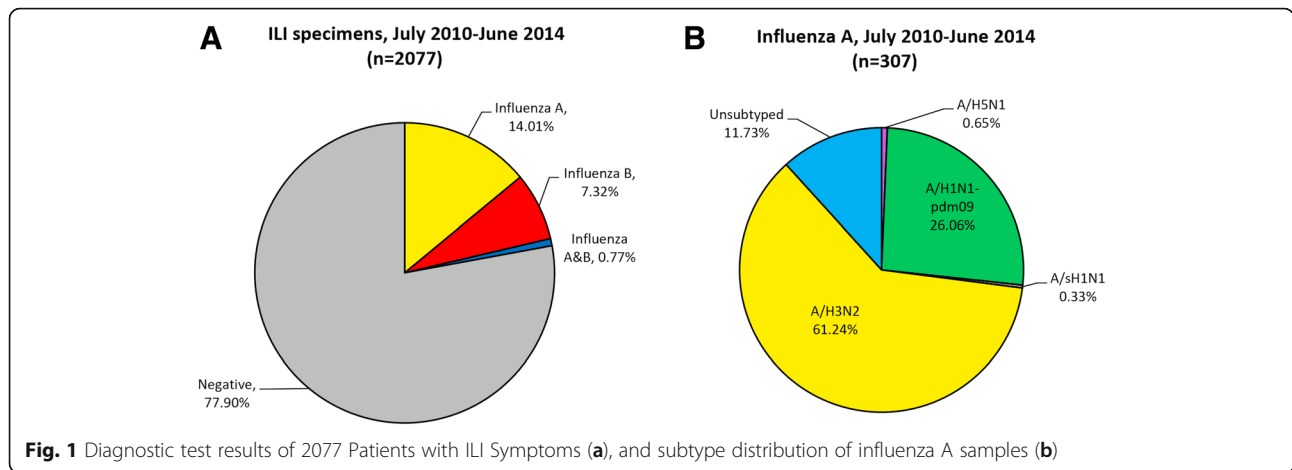 A
ILI specimens, July 2010-June 2014
(n=2077)
Influenza A,
14.01%
Influenza B,
7.32%
Influenza
A&B, 0.77%
Negative,
77.90%
B
Influenza A, July 2010-June 2014
(n=307)
A/H5N1
0.65%
Unsubtyped
11.73%
A/H1N1-
pdm09
26.06%
A/sH1N1
0.33%
A/H3N2
61.24%
Fig. 1 Diagnostic test results of 2077 Patients with ILI Symptoms (a), and subtype distribution of influenza A samples (b)